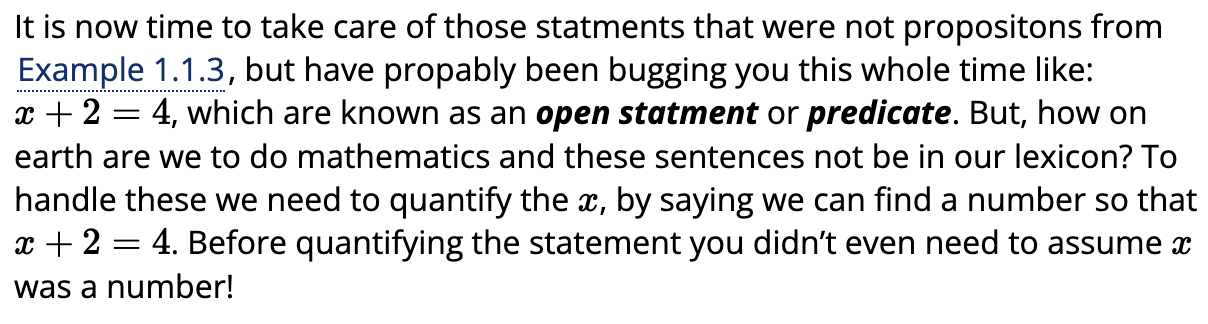 It is now time to take care of those statments that were not propositons from
Example 1.1.3, but have propably been bugging you this whole time like:
x + 2 = 4, which are known as an open statment or predicate. But, how on
earth are we to do mathematics and these sentences not be in our lexicon? To
handle these we need to quantify the x, by saying we can find a number so that
x + 2 = 4. Before quantifying the statement you didn’t even need to assume x
was a number!